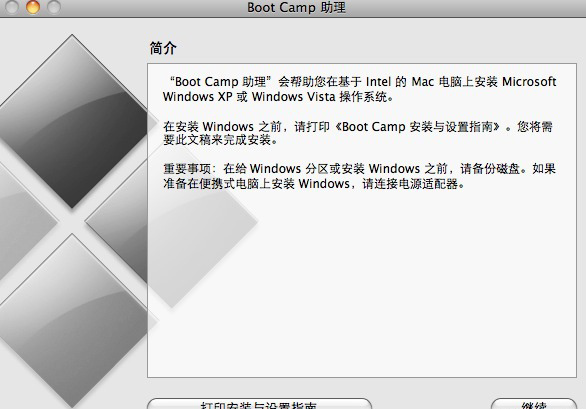 Boot Camp 助理
简介
“Boot Camp 助理”会帮助您在基于 Intel 的 Mac 电脑上安装 Microsoft
Windows XP 或 Windows Vista 操作系统。
在安装 Windows 之前，请打印《Boot Camp 安装与设置指南》。您将需
要此文稿来完成安装。
重要事项：在给 Windows 分区或安装 Windows 之前，请备份磁盘。如果
准备在便携式电脑上安装 Windows，请连接电源适配器。
打印安装与设置指南
继续